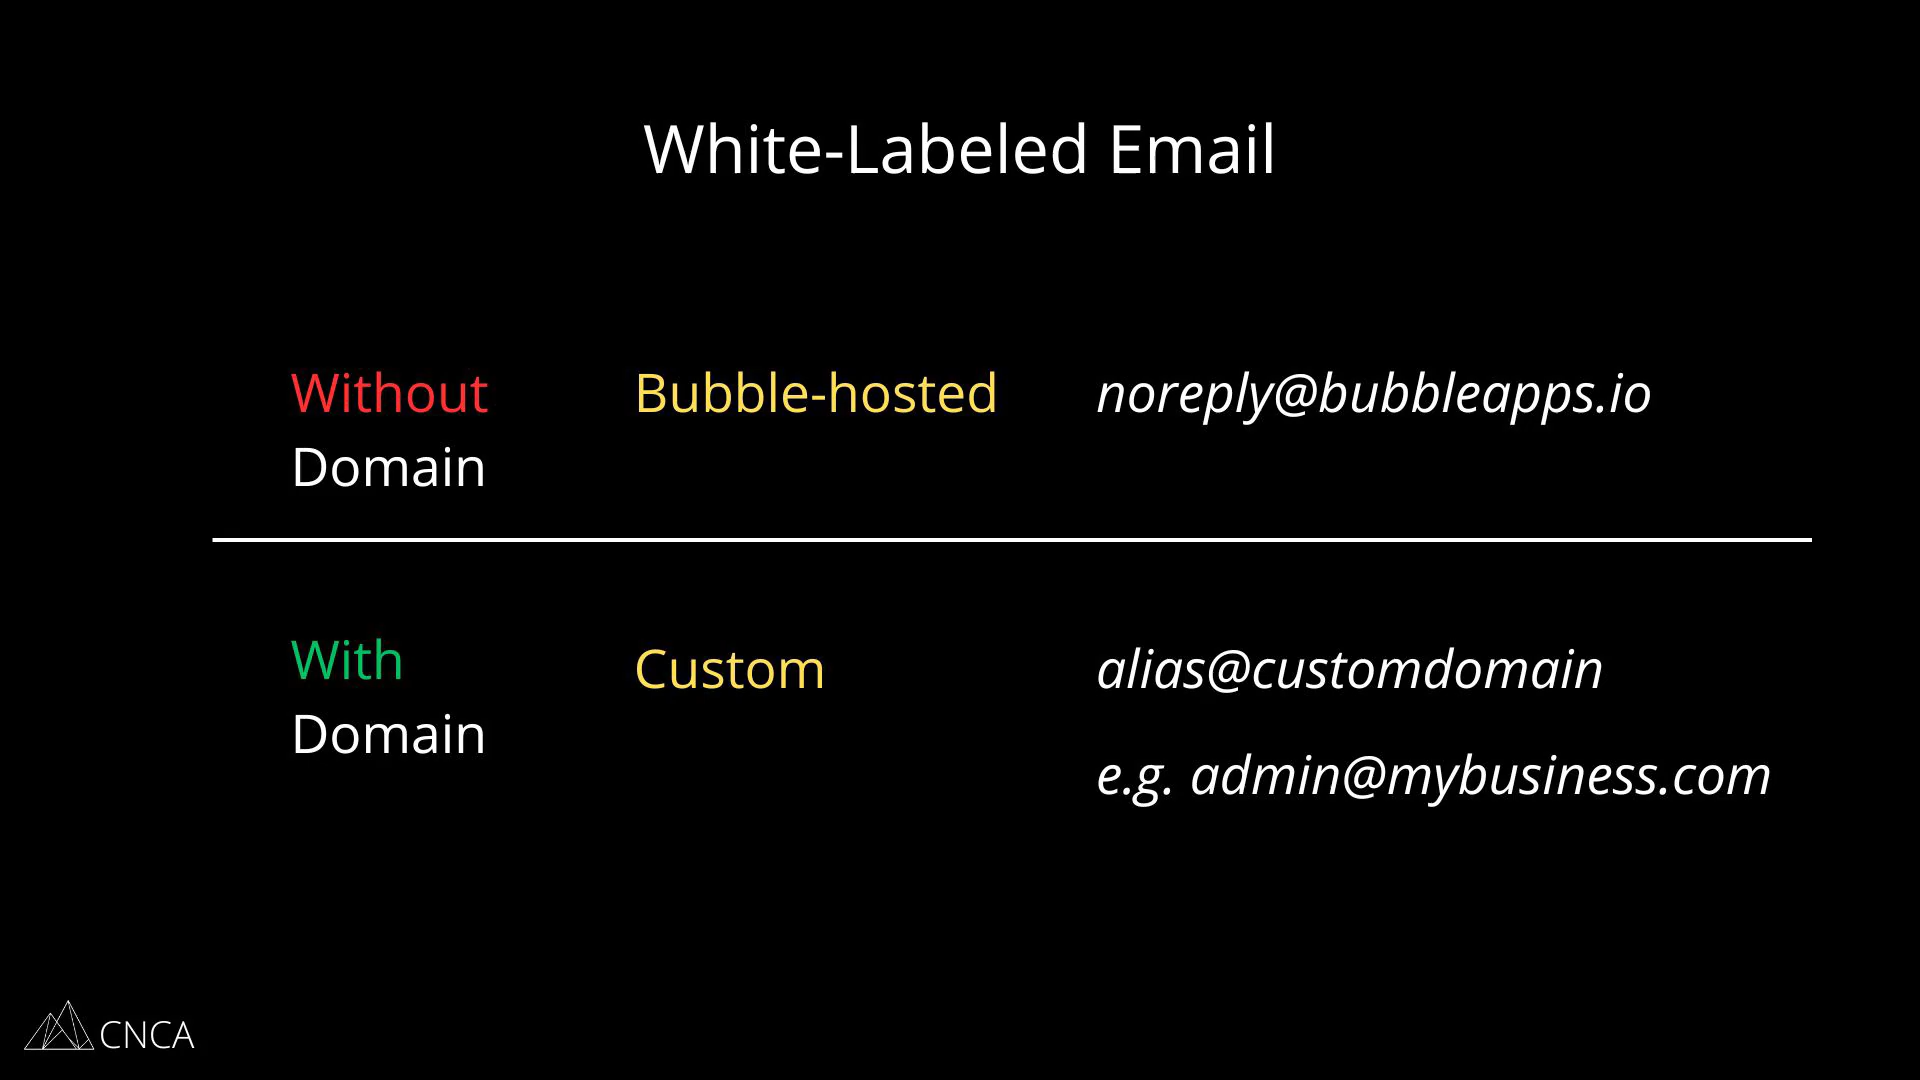 White-Labeled Email
Without Domain
Bubble-hosted
noreply@bubbleapps.io
With Domain
Custom
alias@customdomain
e.g. admin@mybusiness.com
CNCA